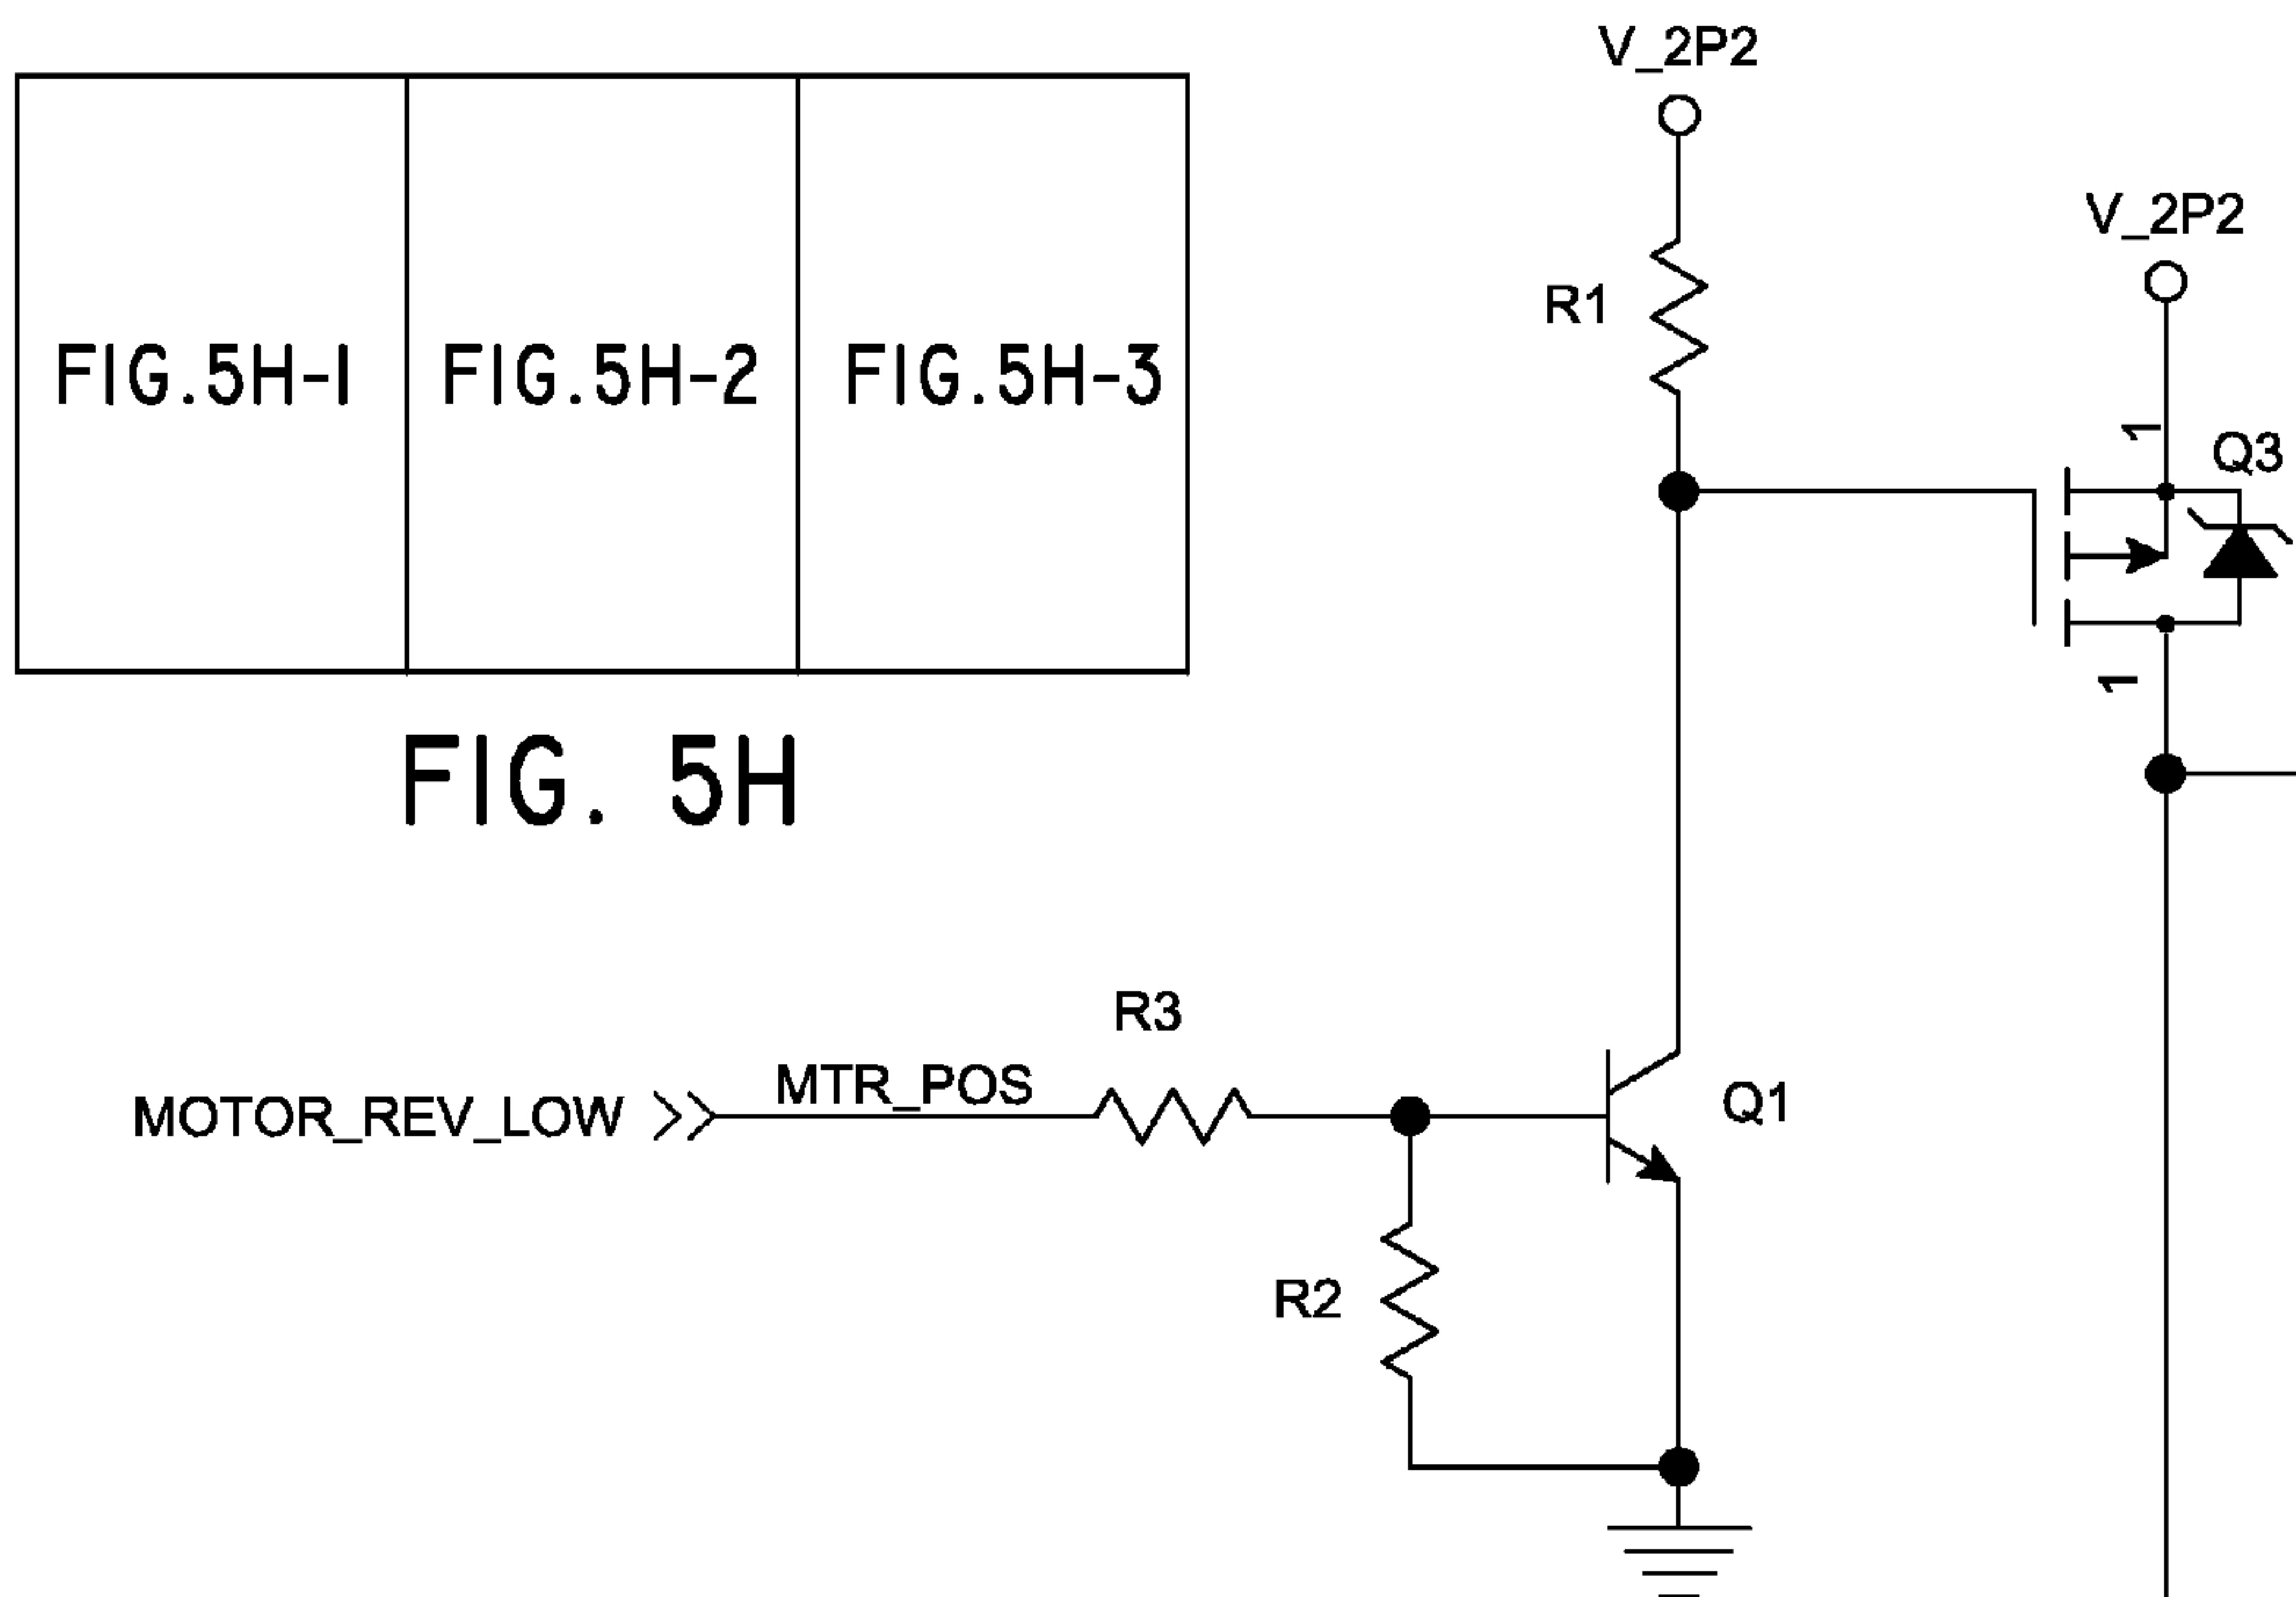 FIG.5H-1
FIG.5H-2
FIG.5H-3
FIG. 5H
V_2P2
V_2P2
R1
1
Q3
1
R3
MOTOR_REV_LOW
MTR_POS
Q1
R2